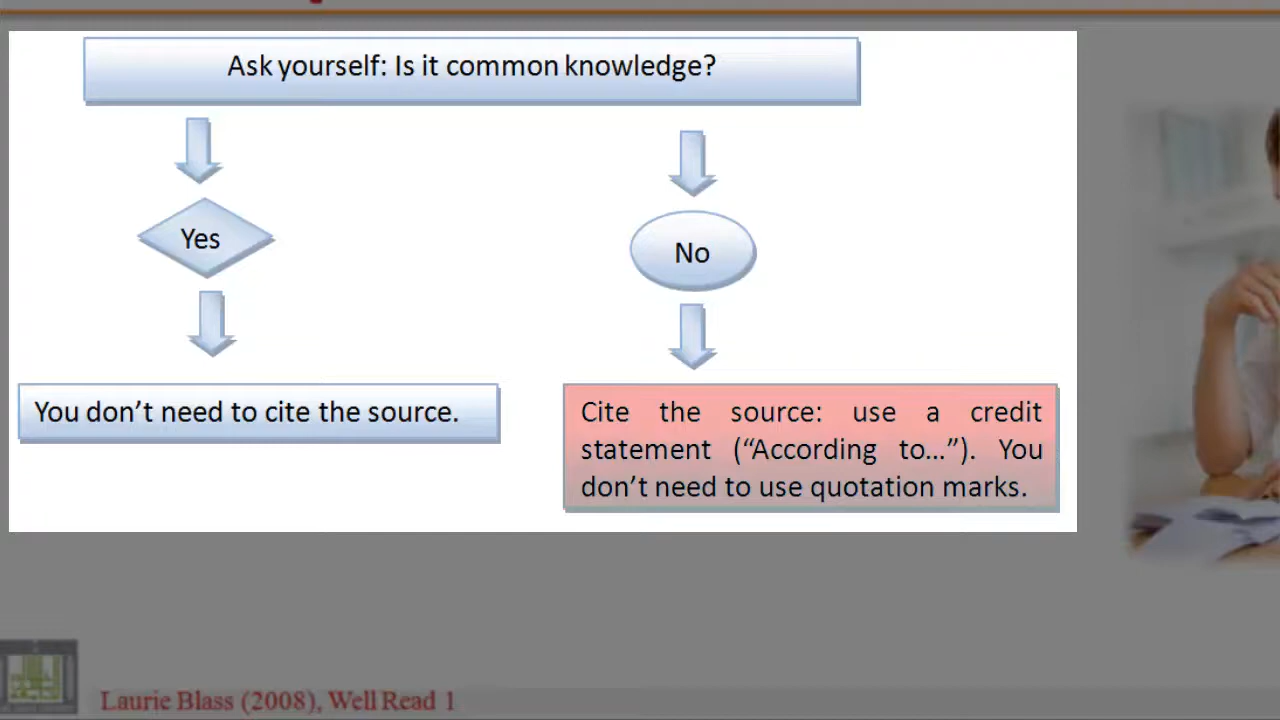 Ask yourself: Is it common knowledge?
Yes
No
You don't need to cite the source.
Cite the source: use a credit
statement (“According to…”). You
don't need to use quotation marks.
Laurie Blass (2008), Well Read 1